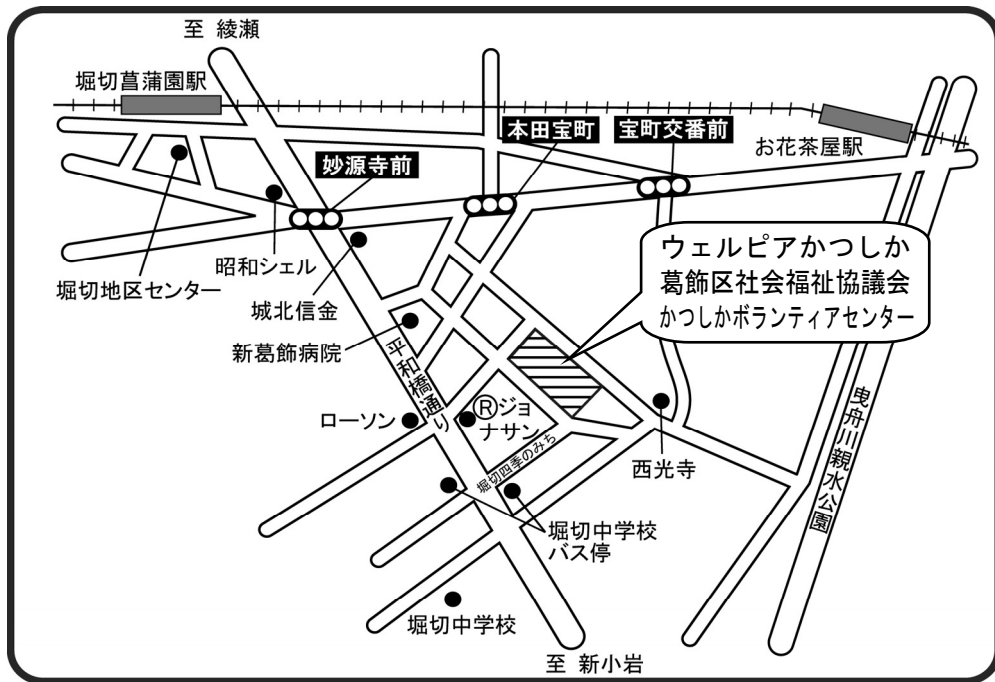 至 綾瀬
堀切菖蒲園駅
本田宝町
宝町交番前
お花茶屋駅
妙源寺前
昭和シェル
堀切地区センター
城北信金
新葛飾病院
ウェルピアかつしか
葛飾区社会福祉協議会
かつしかボランティアセンター
平和橋通り
ローソン
Ⓡジョ
ナサン
堀切四季のみち
西光寺
曳舟川親水公園
堀切中学校
バス停
堀切中学校
至 新小岩